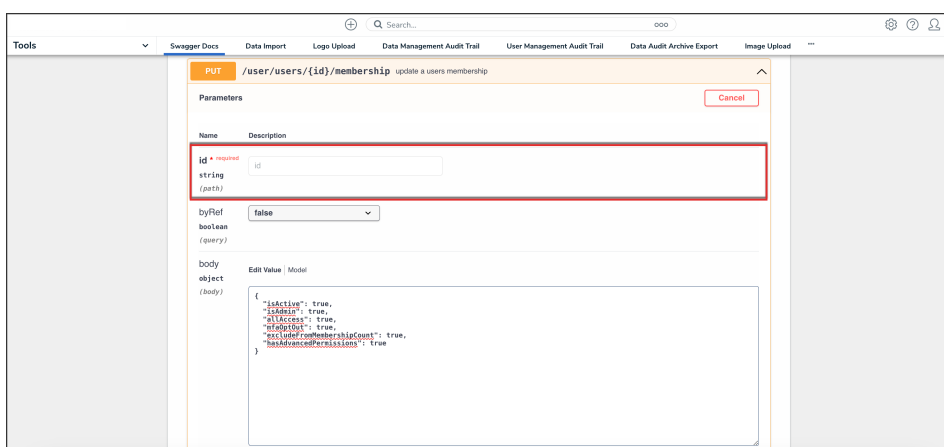 Search...
Tools
Swagger Docs Data Import Logo Upload Data Management Audit Trail User Management Audit Trail Data Audit Archive Export Image Upload ...
PUT /user/users/{id}/membership update a users membership
Parameters Cancel
Name Description
id * required
id
string
(path)
byRef false
boolean
(query)
body
Edit Value | Model
object
(body)
{
"isActive": true,
"isAdmin": true,
"allAccess": true,
"mfaOptOut": true,
"excludeFromMembershipCount": true,
"hasAdvancedPermissions": true
}